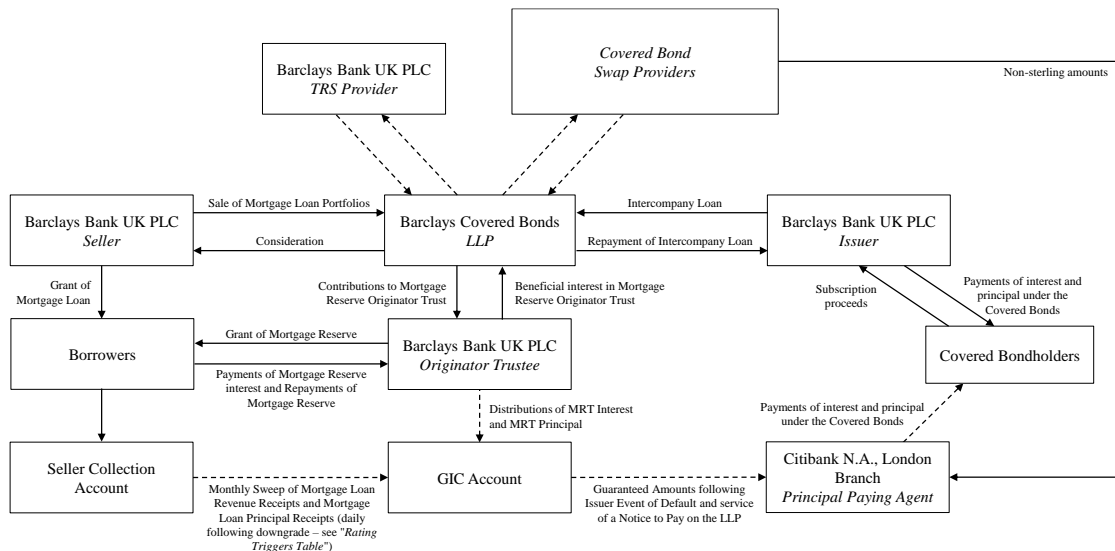 Barclays Bank UK PLC
TRS Provider
Covered Bond
Swap Providers
Non-sterling amounts
Barclays Bank UK PLC
Seller
Sale of Mortgage Loan Portfolios
Consideration
Barclays Covered Bonds
LLP
Intercompany Loan
Repayment of Intercompany Loan
Barclays Bank UK PLC
Issuer
Grant of
Mortgage Loan
Contributions to Mortgage
Reserve Originator Trust
Beneficial interest in Mortgage
Reserve Originator Trust
Subscription
proceeds
Payments of interest and
principal under the
Covered Bonds
Borrowers
Grant of Mortgage Reserve
Payments of Mortgage Reserve
interest and Repayments of
Mortgage Reserve
Barclays Bank UK PLC
Originator Trustee
Covered Bondholders
Distributions of MRT Interest
and MRT Principal
Payments of interest and principal
under the Covered Bonds
Seller Collection
Account
Monthly Sweep of Mortgage Loan
Revenue Receipts and Mortgage
Loan Principal Receipts (daily
following downgrade – see "Rating
Triggers Table")
GIC Account
Guaranteed Amounts following
Issuer Event of Default and service
of a Notice to Pay on the LLP
Citibank N.A., London
Branch
Principal Paying Agent